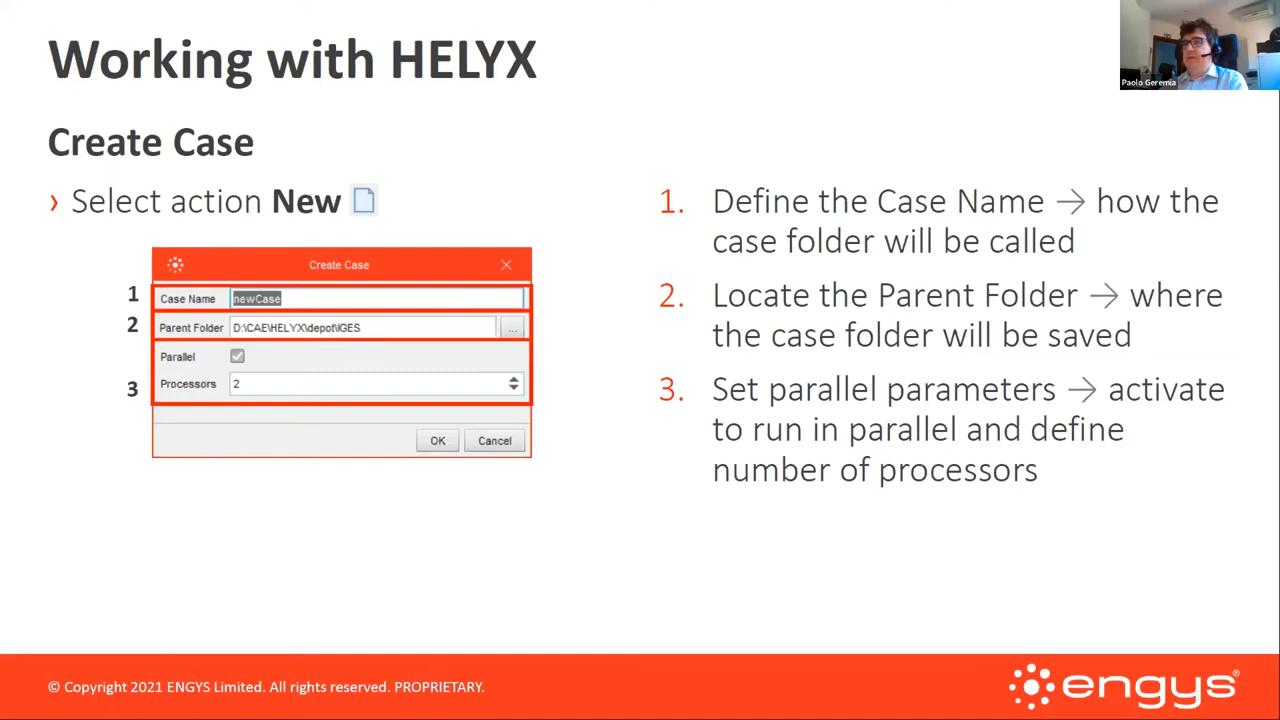 Working with HELYX
Paolo Geremia
Create Case
› Select action New
Create Case
1
Case Name newCase
2
Parent Folder D:\CAE\HELYX\depot\IGES ...
Parallel
3
Processors 2
OK Cancel
1. Define the Case Name → how the
case folder will be called
2. Locate the Parent Folder → where
the case folder will be saved
3. Set parallel parameters → activate
to run in parallel and define
number of processors
© Copyright 2021 ENGYS Limited. All rights reserved. PROPRIETARY.
engys®